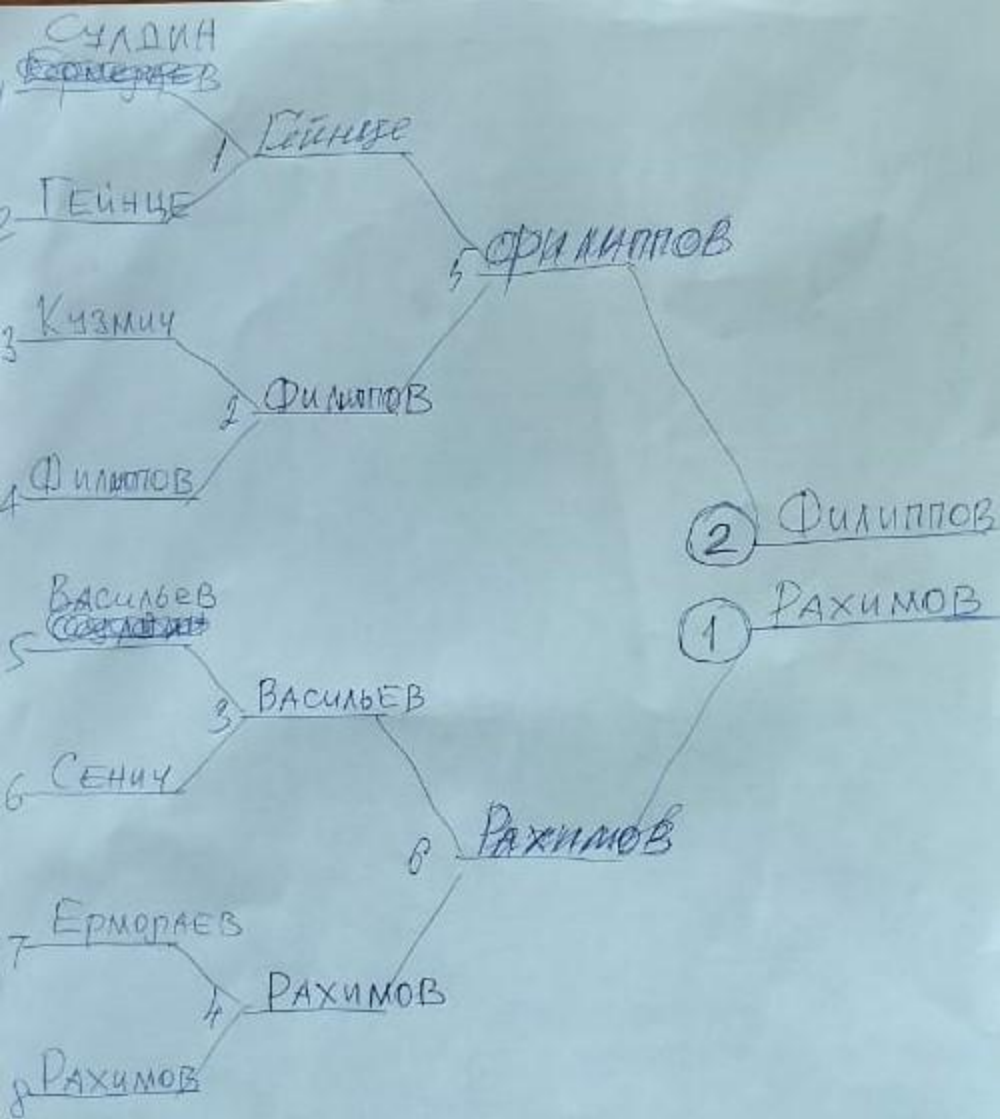 Сулдин
1 Гейнце
2 Гейнце
5 Филиппов
3 Кузмич
2 Филиппов
4 Филиппов
2 Филиппов
1 Рахимов
Васильев
5
3 Васильев
6 Сенич
6 Рахимов
7 Ермораев
4 Рахимов
8 Рахимов